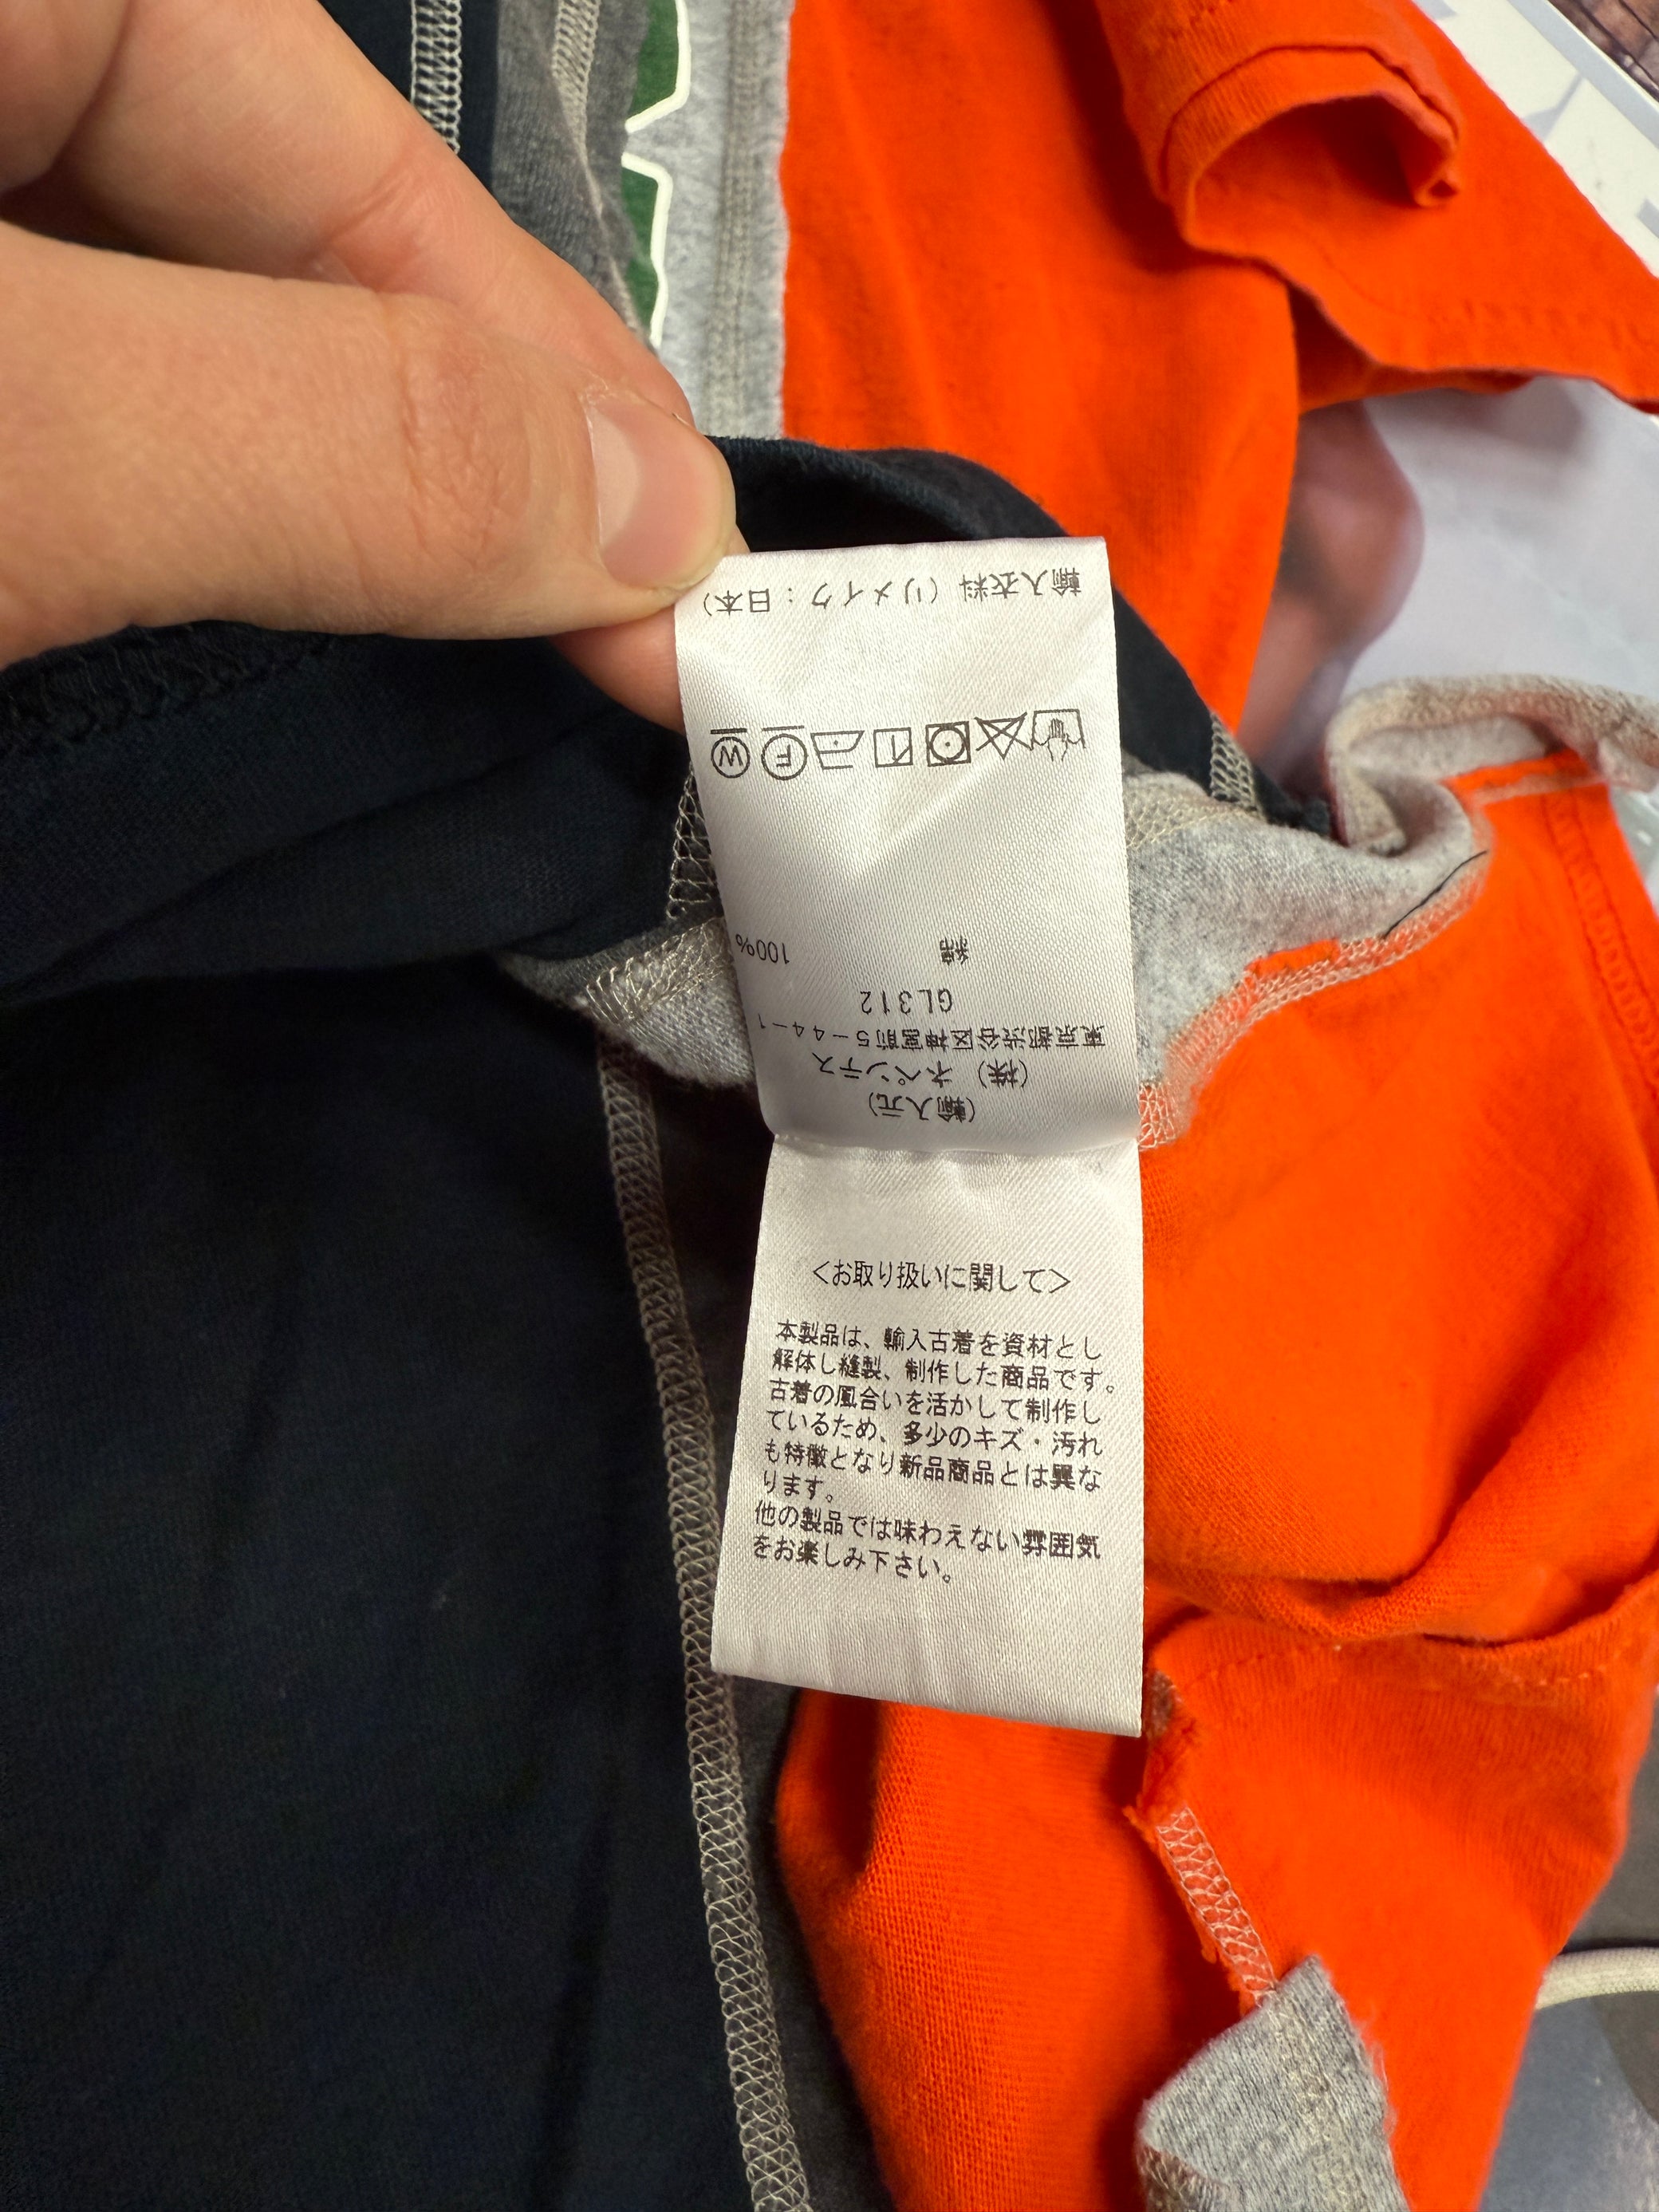 輸入衣料 (リメイク：日本)
W F
綿 100%
GL312
東京都渋谷区神宮前5-44-1
(株) ネペンテス
(輸入元)
<お取り扱いに関して>
本製品は、輸入古着を資材とし
解体し縫製、制作した商品です。
古着の風合いを活かして制作し
ているため、多少のキズ・汚れ
も特徴となり新品商品とは異な
ります。
他の製品では味わえない雰囲気
をお楽しみ下さい。